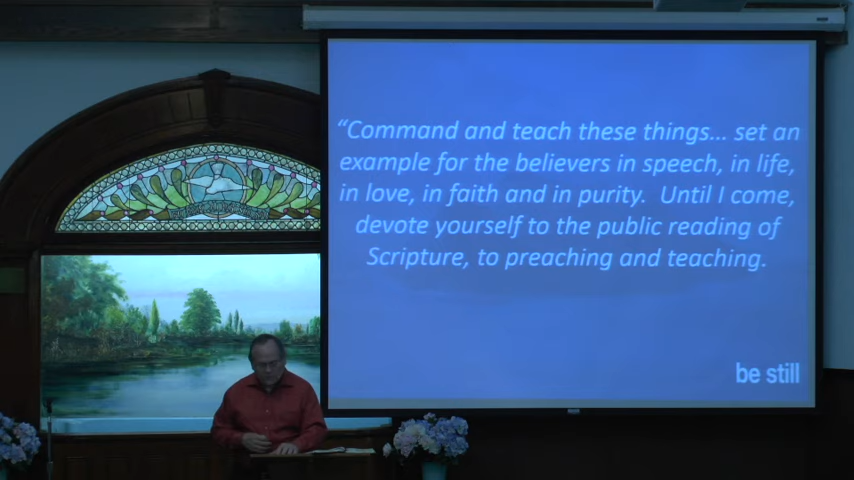 “Command and teach these things... set an
example for the believers in speech, in life,
in love, in faith and in purity.  Until I come,
devote yourself to the public reading of
Scripture, to preaching and teaching.
be still